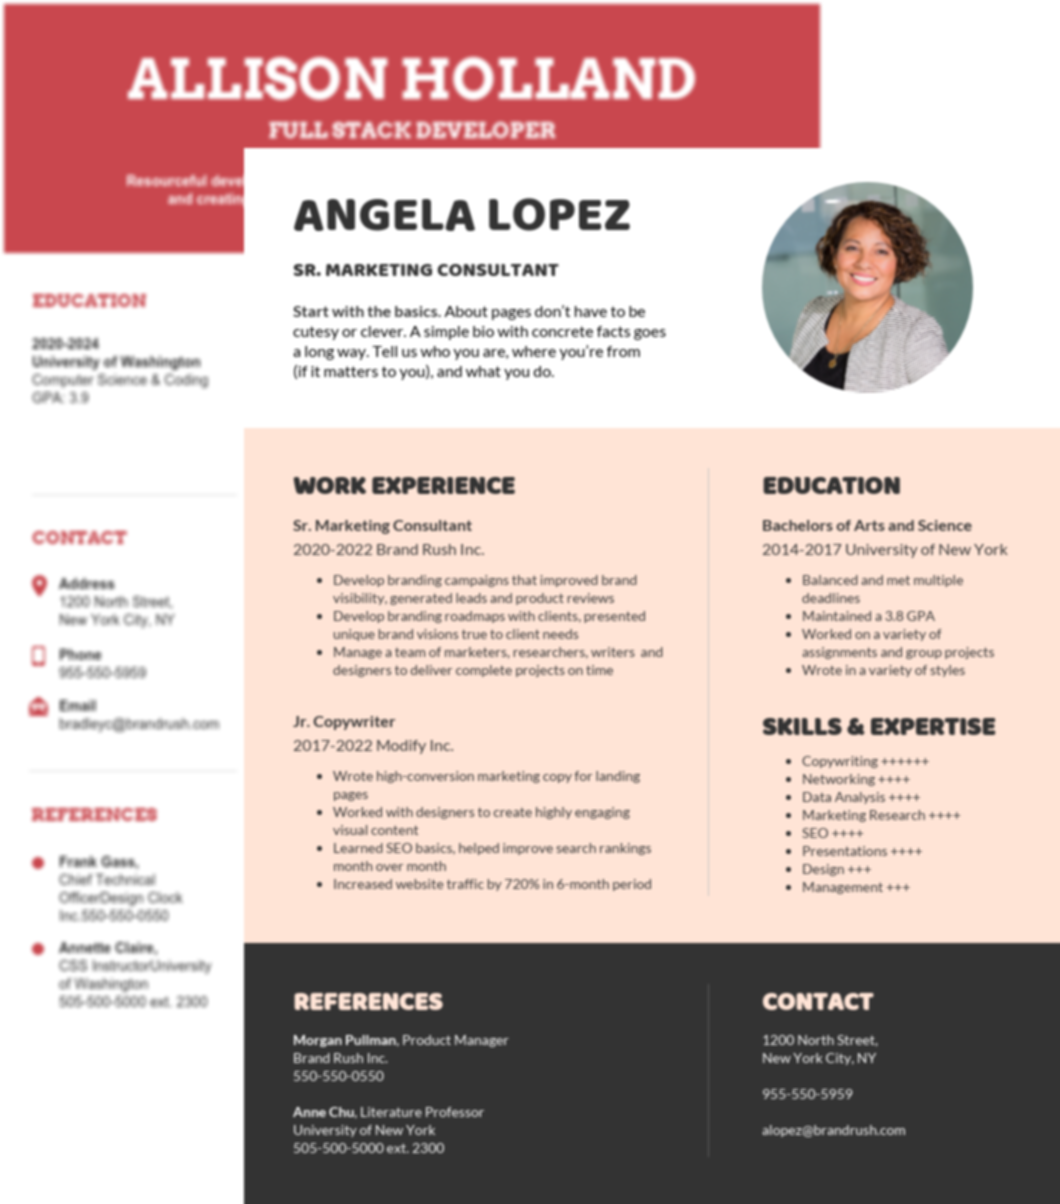 ALLISON HOLLAND
FULL STACK DEVELOPER
Resourceful
and
EDUCATION
2020-2024
University of Washington
Computer Science & Coding
GPA: 3.9
CONTACT
Address
1200 North Street,
New York City, NY
Phone
955-550-5959
Email
bradleyc@brandrush.com
REFERENCES
Frank Gass,
Chief Technical
OfficerDesign Clock
Inc.550-550-0550
Annette Claire,
CSS InstructorUniversity
of Washington
505-500-5000 ext. 2300
ANGELA LOPEZ
SR. MARKETING CONSULTANT
Start with the basics. About pages don't have to be
cutesy or clever. A simple bio with concrete facts goes
a long way. Tell us who you are, where you're from
(if it matters to you), and what you do.
WORK EXPERIENCE
Sr. Marketing Consultant
2020-2022 Brand Rush Inc.
• Develop branding campaigns that improved brand
visibility, generated leads and product reviews
• Develop branding roadmaps with clients, presented
unique brand visions true to client needs
• Manage a team of marketers, researchers, writers and
designers to deliver complete projects on time
Jr. Copywriter
2017-2022 Modify Inc.
• Wrote high-conversion marketing copy for landing
pages
• Worked with designers to create highly engaging
visual content
• Learned SEO basics, helped improve search rankings
month over month
• Increased website traffic by 720% in 6-month period
EDUCATION
Bachelors of Arts and Science
2014-2017 University of New York
• Balanced and met multiple
deadlines
• Maintained a 3.8 GPA
• Worked on a variety of
assignments and group projects
• Wrote in a variety of styles
SKILLS & EXPERTISE
• Copywriting ++++++
• Networking ++++
• Data Analysis ++++
• Marketing Research ++++
• SEO ++++
• Presentations ++++
• Design +++
• Management +++
REFERENCES
Morgan Pullman, Product Manager
Brand Rush Inc.
550-550-0550
Anne Chu, Literature Professor
University of New York
505-500-5000 ext. 2300
CONTACT
1200 North Street,
New York City, NY
955-550-5959
alopez@brandrush.com